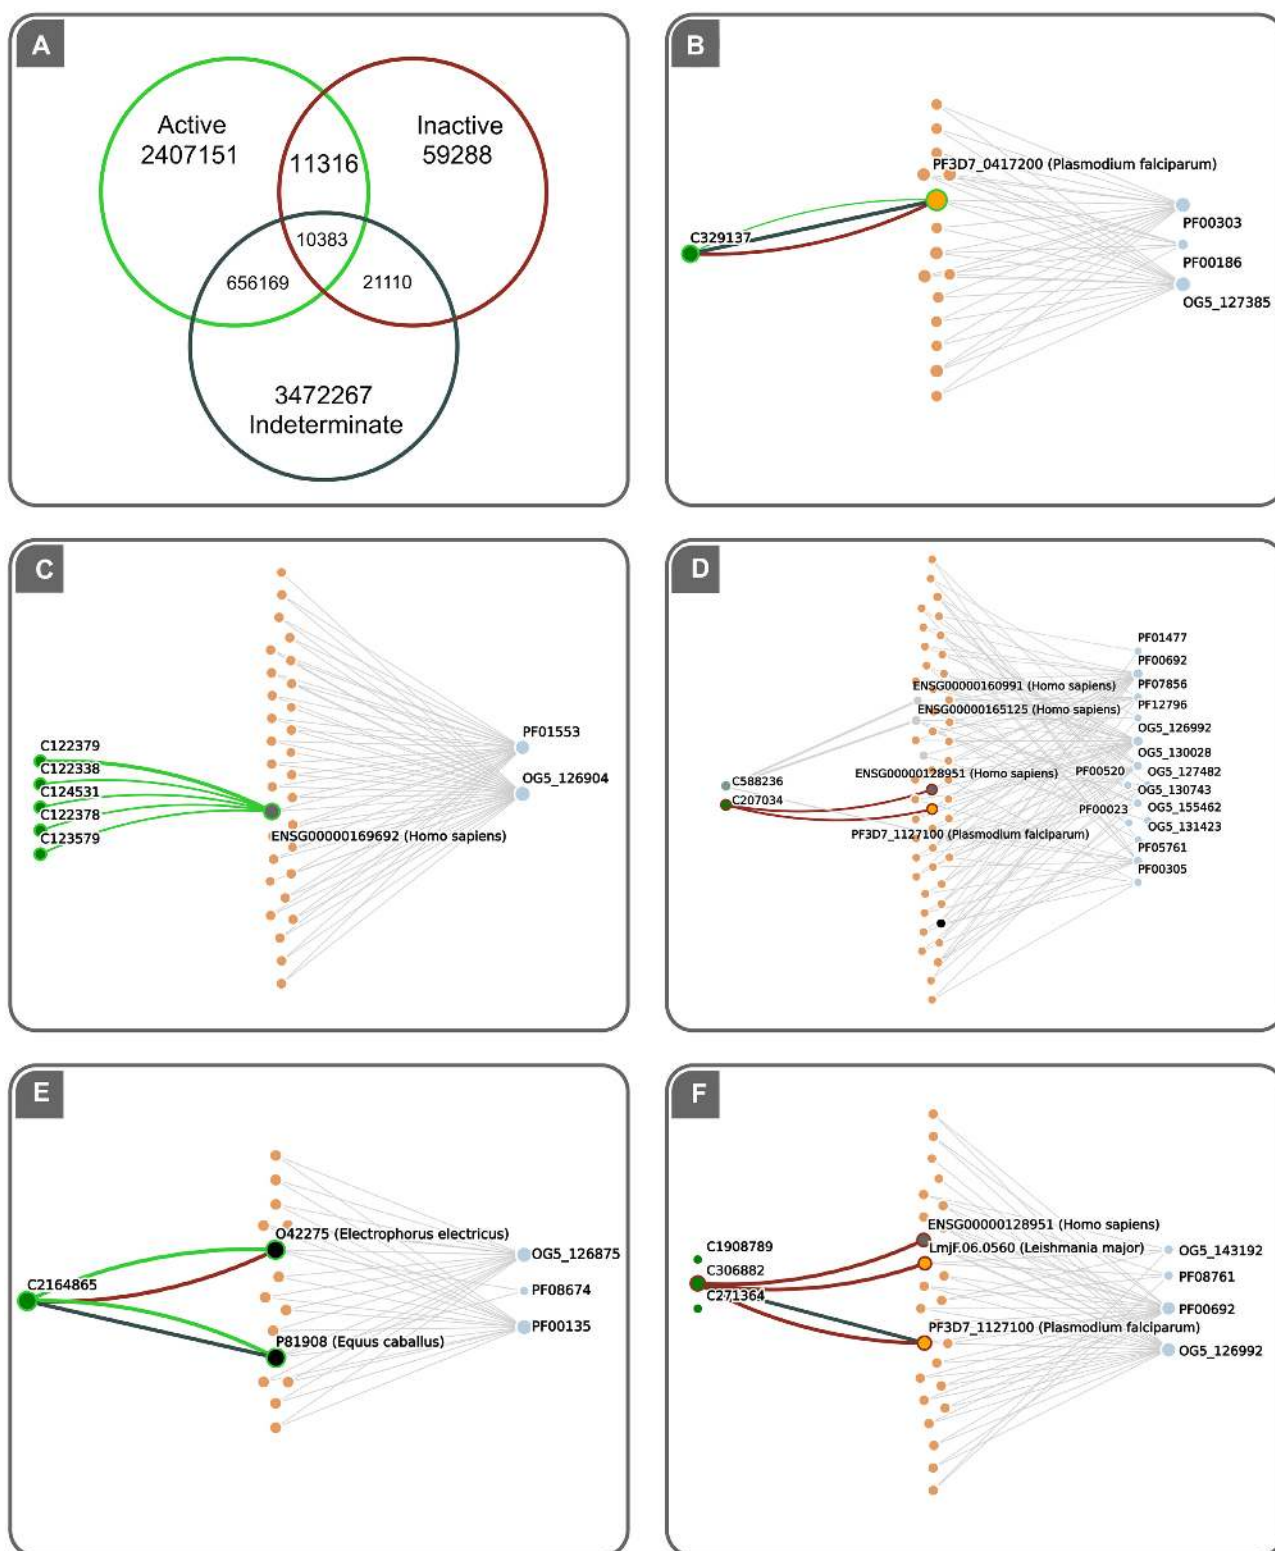 A
Active
2407151
Inactive
59288
11316
10383
656169
21110
3472267
Indeterminate
B
PF3D7_0417200 (Plasmodium falciparum)
C329137
PF00303
PF00186
OG5_127385
C
C122379
C122338
C124531
C122378
C123579
ENSG00000169692 (Homo sapiens)
PF01553
OG5_126904
D
PF01477
PF00692
PF07856
PF12796
OG5_126992
OG5_130028
PF00520
OG5_127482
OG5_130743
OG5_155462
PF00023
OG5_131423
PF05761
PF00305
ENSG00000160991 (Homo sapiens)
ENSG00000165125 (Homo sapiens)
ENSG00000128951 (Homo sapiens)
C588236
C207034
PF3D7_1127100 (Plasmodium falciparum)
E
O42275 (Electrophorus electricus)
C2164865
P81908 (Equus caballus)
OG5_126875
PF08674
PF00135
F
ENSG00000128951 (Homo sapiens)
LmjF.06.0560 (Leishmania major)
C1908789
C306882
C271364
PF3D7_1127100 (Plasmodium falciparum)
OG5_143192
PF08761
PF00692
OG5_126992